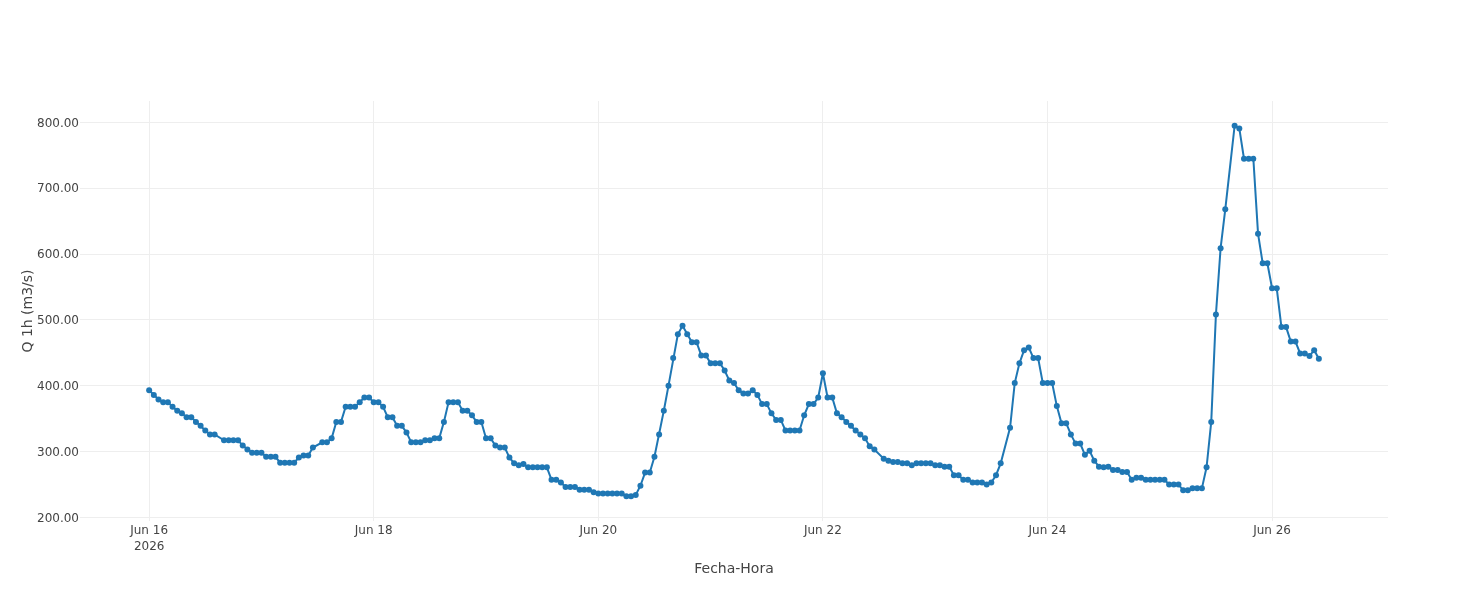 800.00
700.00
600.00
500.00
400.00
300.00
200.00
Q 1h (m3/s)
Jun 16
2026
Jun 18
Jun 20
Jun 22
Jun 24
Jun 26
Fecha-Hora